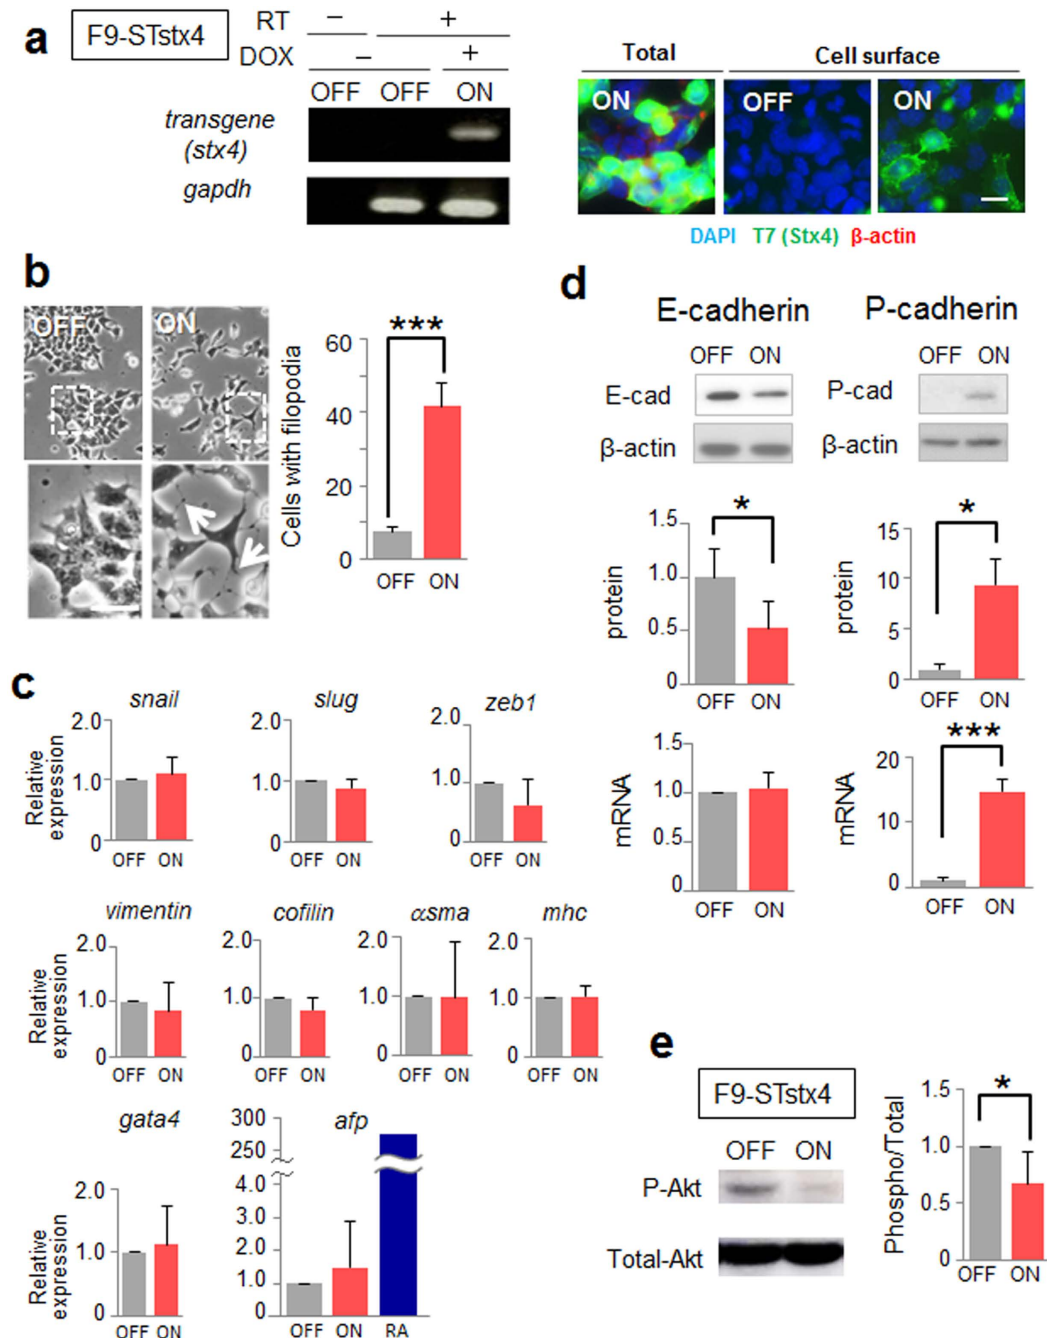 a
F9-STstx4
RT − +
DOX − +
OFF OFF ON
transgene
(stx4)
gapdh
Total Cell surface
ON OFF ON
DAPI T7 (Stx4) β-actin
b
OFF ON
***
Cells with filopodia
60
40
20
0
OFF ON
c
snail slug zeb1
Relative
expression
2.0 2.0 2.0
1.0 1.0 1.0
0 0 0
OFF ON OFF ON OFF ON
vimentin cofilin αsma mhc
Relative
expression
2.0 2.0 2.0 2.0
1.0 1.0 1.0 1.0
0 0 0 0
OFF ON OFF ON OFF ON OFF ON
gata4 afp
Relative
expression
2.0
1.0
0
OFF ON
300
250
4.0
3.0
2.0
1.0
0
OFF ON RA
d
E-cadherin P-cadherin
OFF ON OFF ON
E-cad P-cad
β-actin β-actin
protein
1.5
1.0
0.5
0
*
OFF ON
protein
15
10
5
0
*
OFF ON
mRNA
1.5
1.0
0.5
0
OFF ON
mRNA
20
10
0
***
OFF ON
e
F9-STstx4
OFF ON
P-Akt
Total-Akt
Phospho/Total
1.5
1.0
0.5
0
*
OFF ON